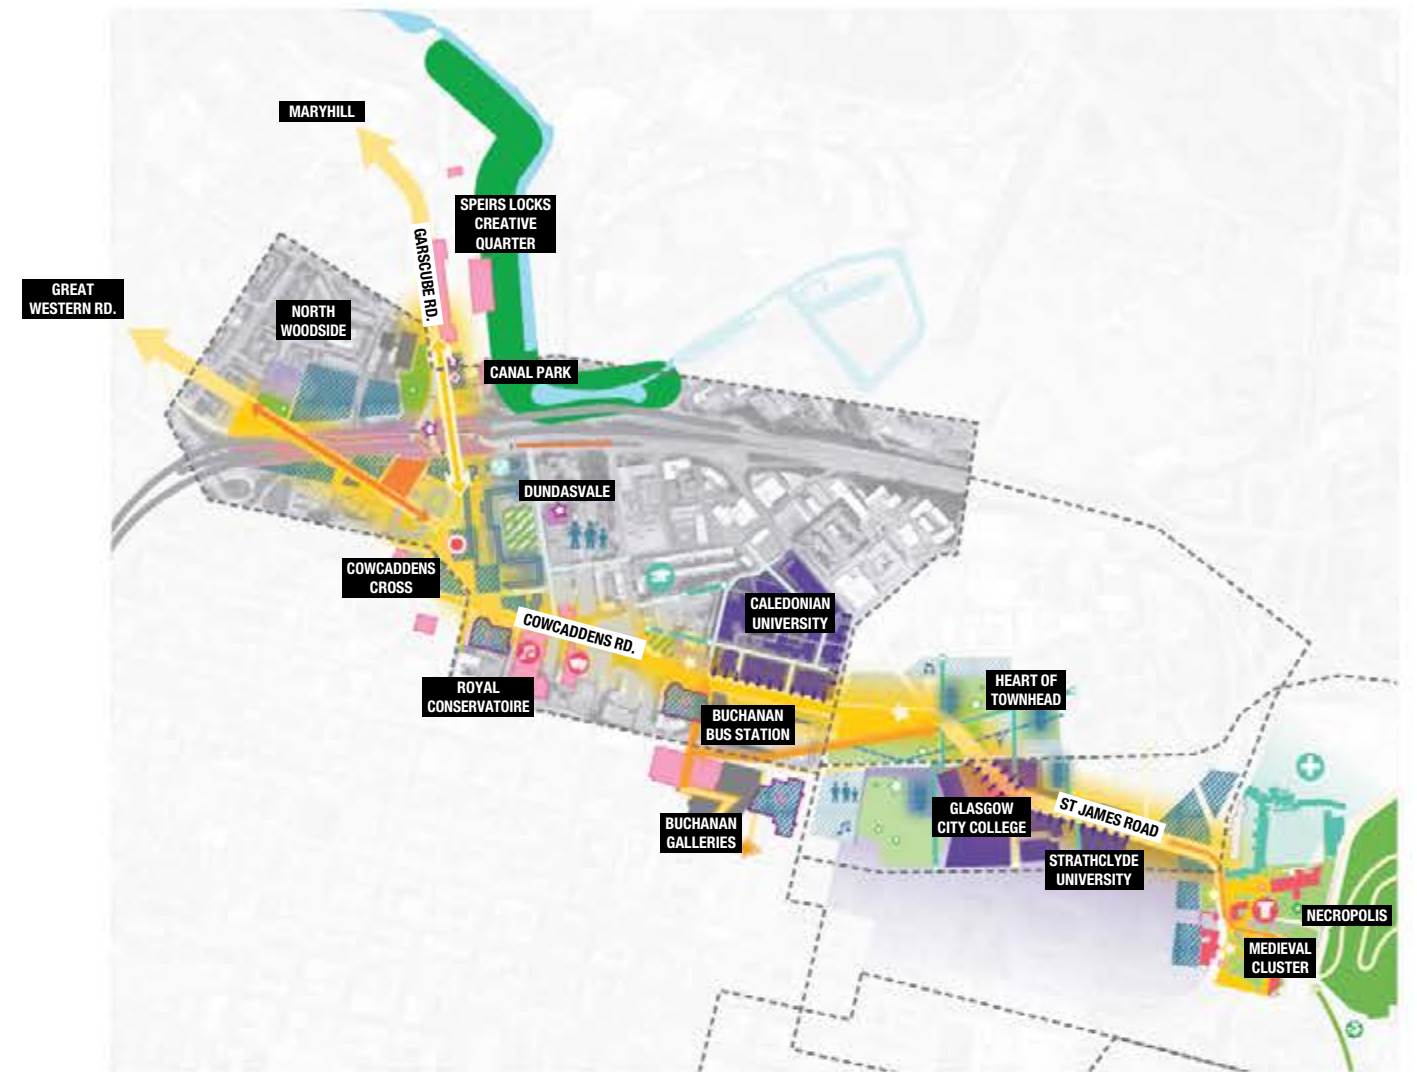 MARYHILL
SPEIRS LOCKS
CREATIVE
QUARTER
GARSCUBE RD.
GREAT
WESTERN RD.
NORTH
WOODSIDE
CANAL PARK
DUNDASVALE
COWCADDENS
CROSS
CALEDONIAN
UNIVERSITY
COWCADDENS RD.
ROYAL
CONSERVATOIRE
HEART OF
TOWNHEAD
BUCHANAN
BUS STATION
GLASGOW
CITY COLLEGE
ST JAMES ROAD
BUCHANAN
GALLERIES
STRATHCLYDE
UNIVERSITY
NECROPOLIS
MEDIEVAL
CLUSTER